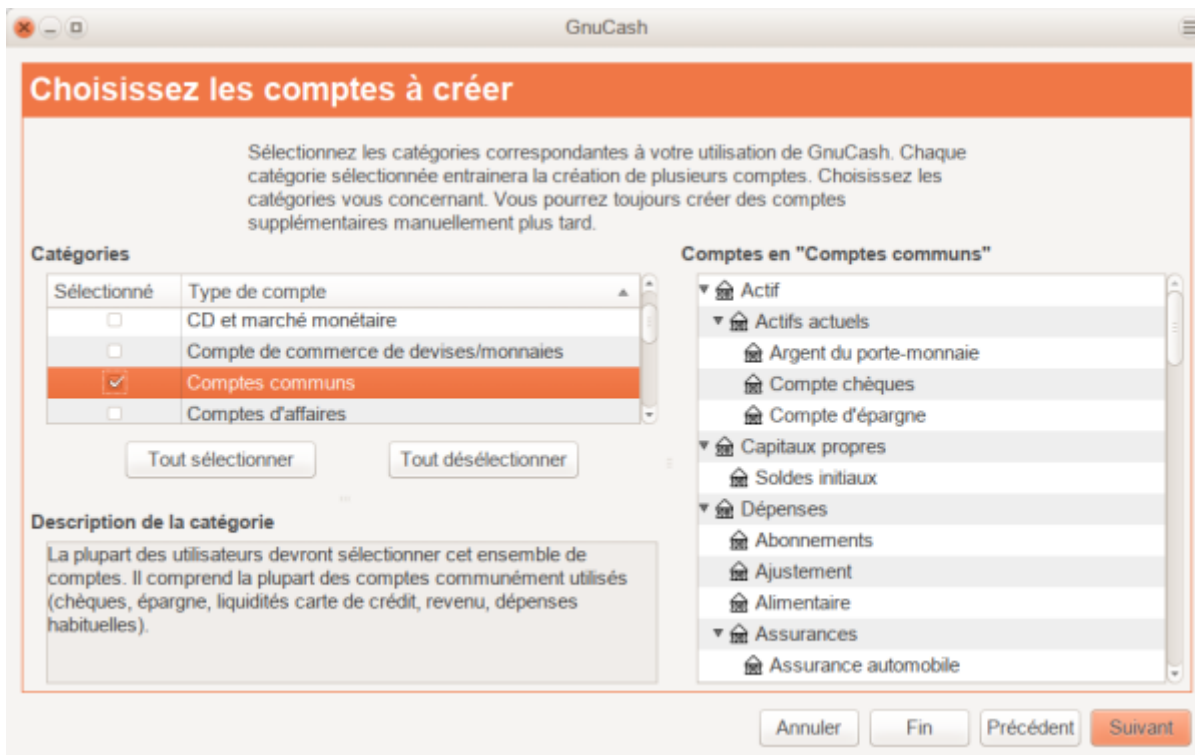 GnuCash
Choisissez les comptes à créer
Sélectionnez les catégories correspondantes à votre utilisation de GnuCash. Chaque
catégorie sélectionnée entrainera la création de plusieurs comptes. Choisissez les
catégories vous concernant. Vous pourrez toujours créer des comptes
supplémentaires manuellement plus tard.
Catégories
Sélectionné Type de compte
CD et marché monétaire
Compte de commerce de devises/monnaies
Comptes communs
Comptes d'affaires
Tout sélectionner Tout désélectionner
Description de la catégorie
La plupart des utilisateurs devront sélectionner cet ensemble de
comptes. Il comprend la plupart des comptes communément utilisés
(chèques, épargne, liquidités carte de crédit, revenu, dépenses
habituelles).
Comptes en "Comptes communs"
Actif
Actifs actuels
Argent du porte-monnaie
Compte chèques
Compte d'épargne
Capitaux propres
Soldes initiaux
Dépenses
Abonnements
Ajustement
Alimentaire
Assurances
Assurance automobile
Annuler Fin Précédent Suivant